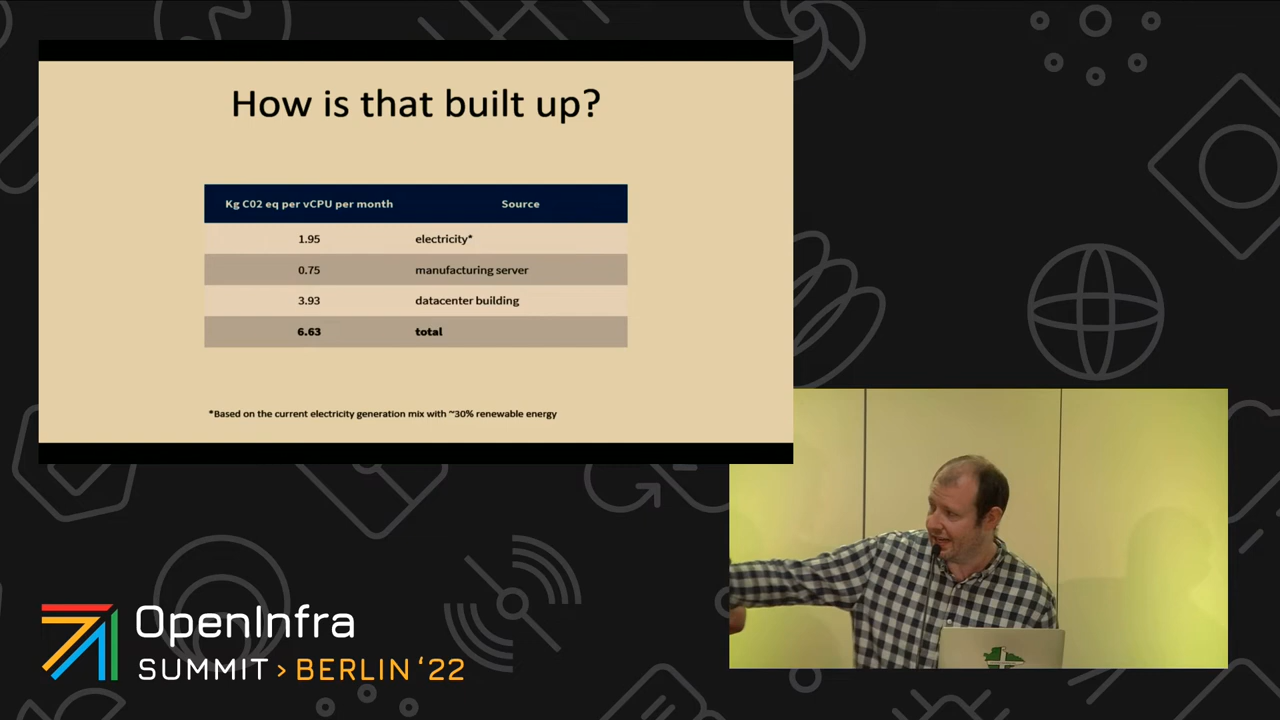 How is that built up?
Kg C02 eq per vCPU per month Source
1.95 electricity*
0.75 manufacturing server
3.93 datacenter building
6.63 total
*Based on the current electricity generation mix with ~30% renewable energy
OpenInfra
SUMMIT > BERLIN '22